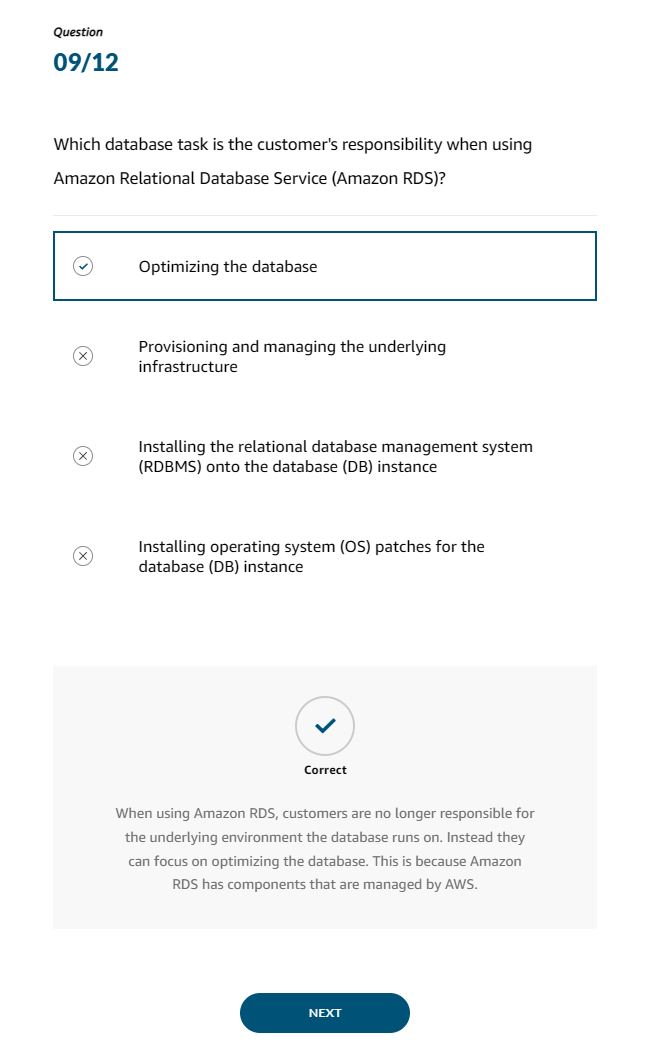 Question
09/12
Which database task is the customer's responsibility when using
Amazon Relational Database Service (Amazon RDS)?
Optimizing the database
Provisioning and managing the underlying
infrastructure
Installing the relational database management system
(RDBMS) onto the database (DB) instance
Installing operating system (OS) patches for the
database (DB) instance
Correct
When using Amazon RDS, customers are no longer responsible for
the underlying environment the database runs on. Instead they
can focus on optimizing the database. This is because Amazon
RDS has components that are managed by AWS.
NEXT